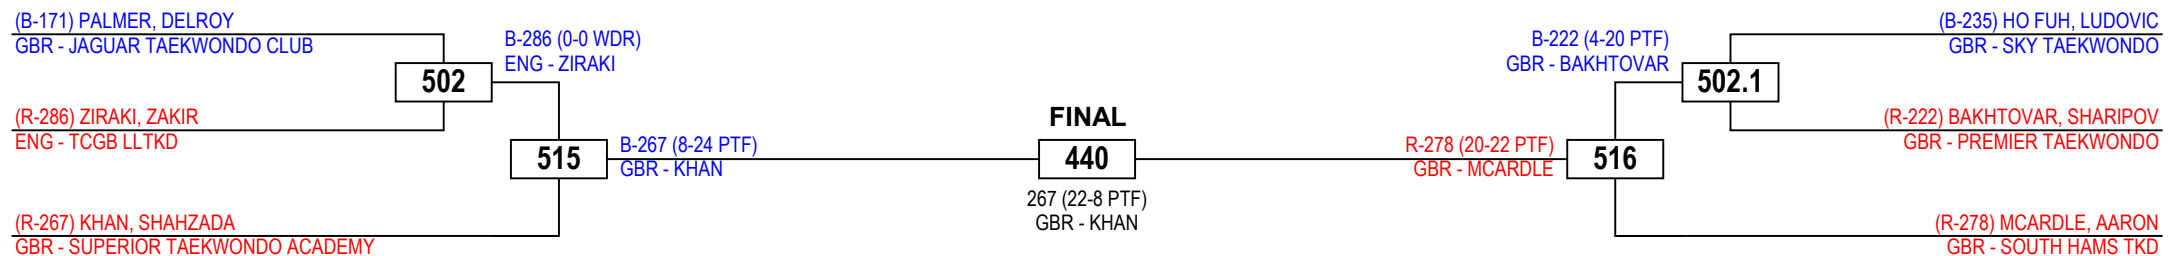 (B-171) PALMER, DELROY
GBR - JAGUAR TAEKWONDO CLUB
B-286 (0-0 WDR)
ENG - ZIRAKI
502
(R-286) ZIRAKI, ZAKIR
ENG - TCGB LLTKD
515
B-267 (8-24 PTF)
GBR - KHAN
(R-267) KHAN, SHAHZADA
GBR - SUPERIOR TAEKWONDO ACADEMY
FINAL
440
267 (22-8 PTF)
GBR - KHAN
(B-235) HO FUH, LUDOVIC
GBR - SKY TAEKWONDO
B-222 (4-20 PTF)
GBR - BAKHTOVAR
502.1
(R-222) BAKHTOVAR, SHARIPOV
GBR - PREMIER TAEKWONDO
R-278 (20-22 PTF)
GBR - MCARDLE
516
(R-278) MCARDLE, AARON
GBR - SOUTH HAMS TKD